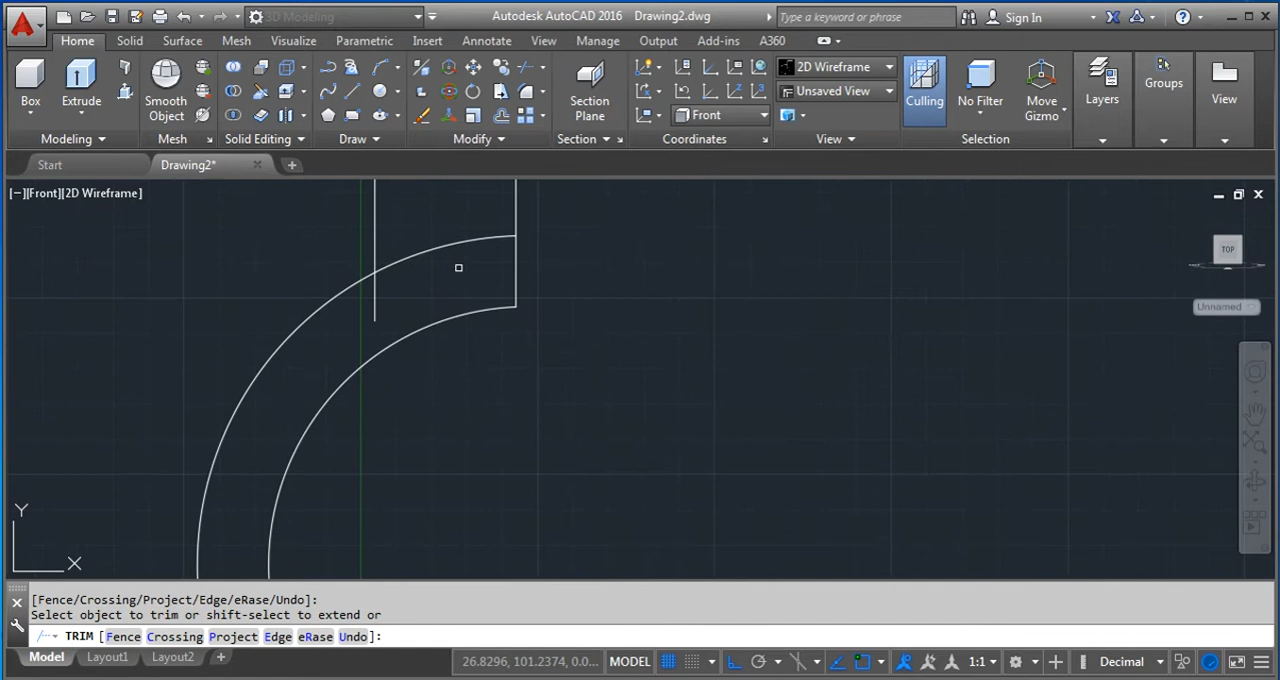 3D Modeling
Autodesk AutoCAD 2016 Drawing2.dwg
Type a keyword or phrase
Sign In
Home Solid Surface Mesh Visualize Parametric Insert Annotate View Manage Output Add-ins A360
Box
Extrude
Smooth Object
Section Plane
Front
2D Wireframe
Unsaved View
Culling
No Filter
Move Gizmo
Layers
Groups
View
Modeling Mesh Solid Editing Draw Modify Section Coordinates View Selection
Start Drawing2*
[−][Front][2D Wireframe]
TOP
Unnamed
Y
X
[Fence/Crossing/Project/Edge/eRase/Undo]:
Select object to trim or shift-select to extend or
TRIM [Fence Crossing Project Edge eRase Undo]:
Model Layout1 Layout2
26.8296, 101.2374, 0.0... MODEL 1:1 Decimal